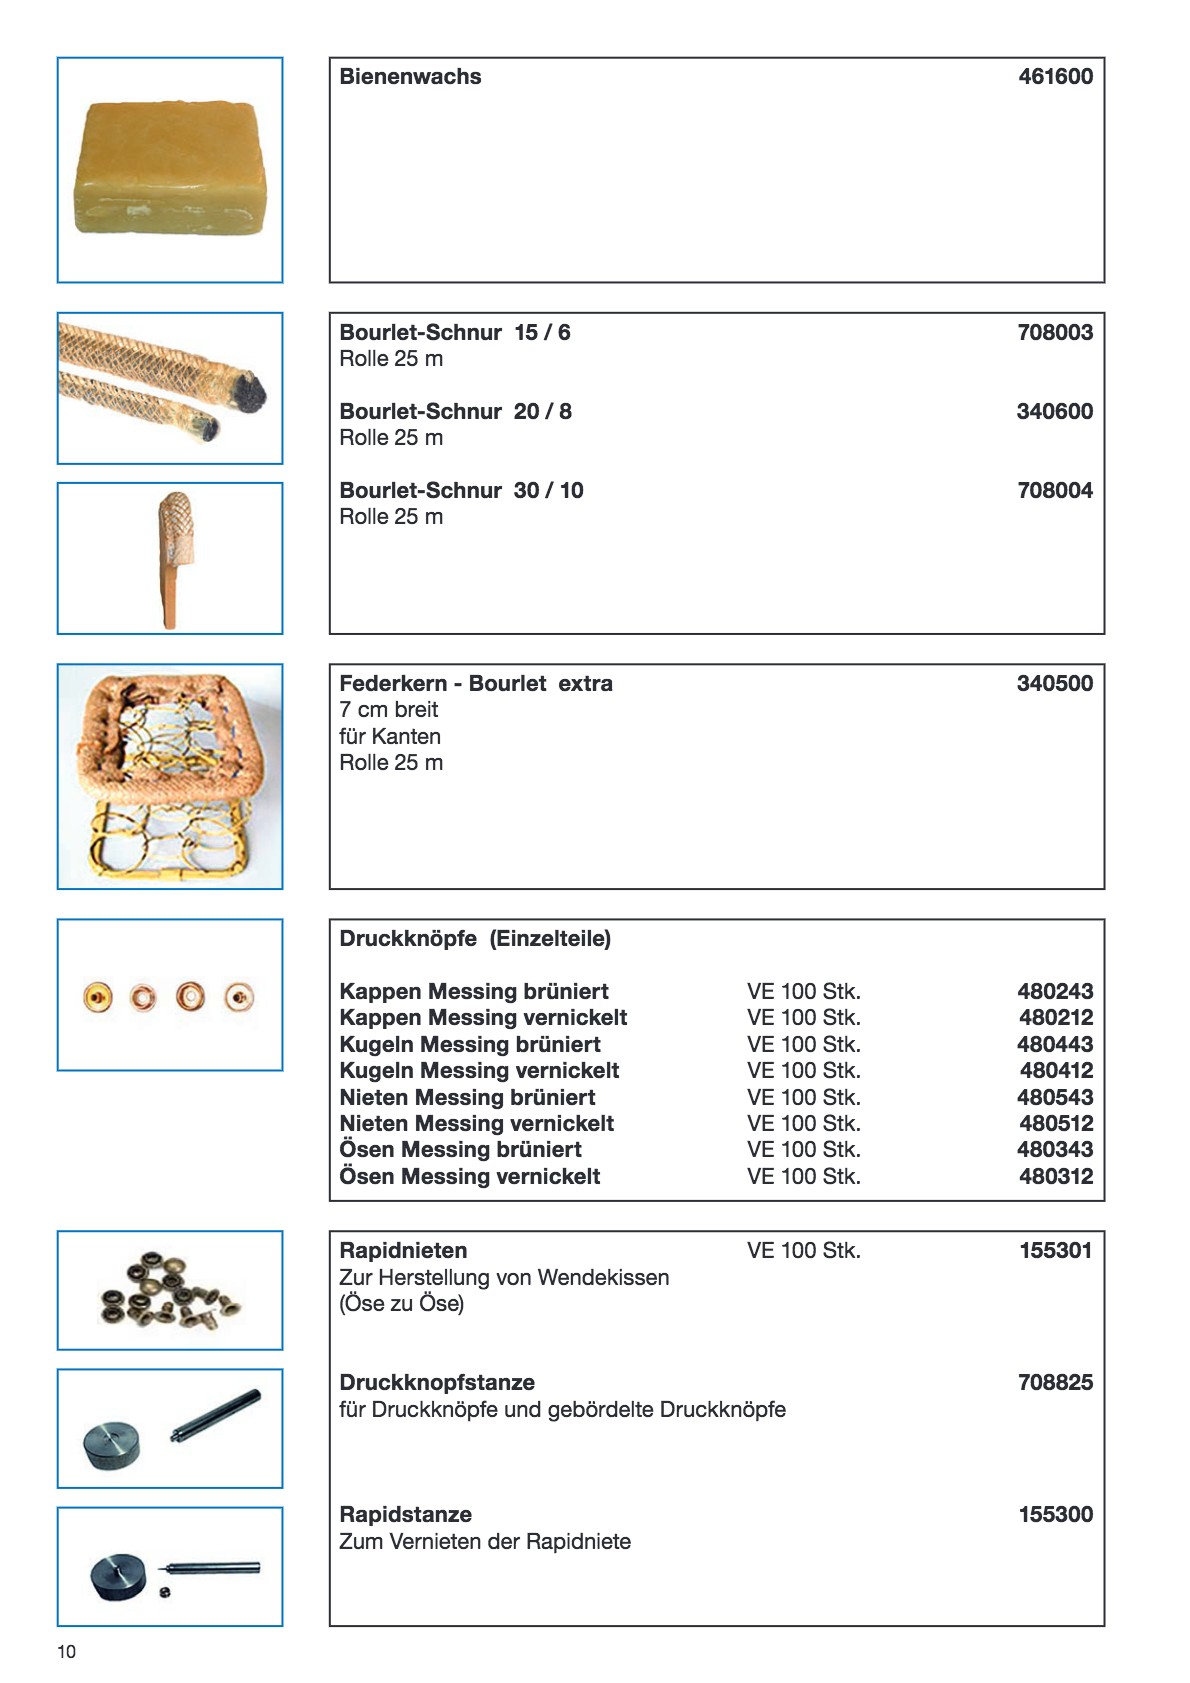 Bienenwachs 461600
Bourlet-Schnur 15 / 6 708003
Rolle 25 m
Bourlet-Schnur 20 / 8 340600
Rolle 25 m
Bourlet-Schnur 30 / 10 708004
Rolle 25 m
Federkern - Bourlet extra 340500
7 cm breit
für Kanten
Rolle 25 m
Druckknöpfe (Einzelteile)
Kappen Messing brüniert VE 100 Stk. 480243
Kappen Messing vernickelt VE 100 Stk. 480212
Kugeln Messing brüniert VE 100 Stk. 480443
Kugeln Messing vernickelt VE 100 Stk. 480412
Nieten Messing brüniert VE 100 Stk. 480543
Nieten Messing vernickelt VE 100 Stk. 480512
Ösen Messing brüniert VE 100 Stk. 480343
Ösen Messing vernickelt VE 100 Stk. 480312
Rapidnieten VE 100 Stk. 155301
Zur Herstellung von Wendekissen
(Öse zu Öse)
Druckknopfstanze 708825
für Druckknöpfe und gebördelte Druckknöpfe
Rapidstanze 155300
Zum Vernieten der Rapidniete
10